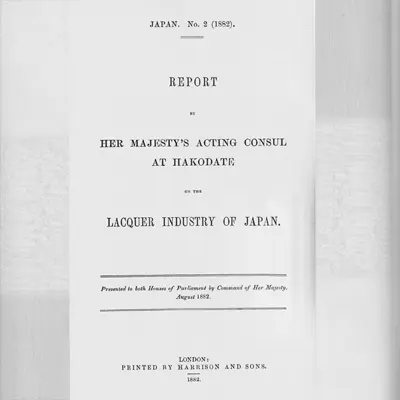 JAPAN. No. 2 (1882).
REPORT
BY
HER MAJESTY'S ACTING CONSUL
AT HAKODATE
ON THE
LACQUER INDUSTRY OF JAPAN.
Presented to both Houses of Parliament by Command of Her Majesty.
August 1882.
LONDON:
PRINTED BY HARRISON AND SONS.
1882.